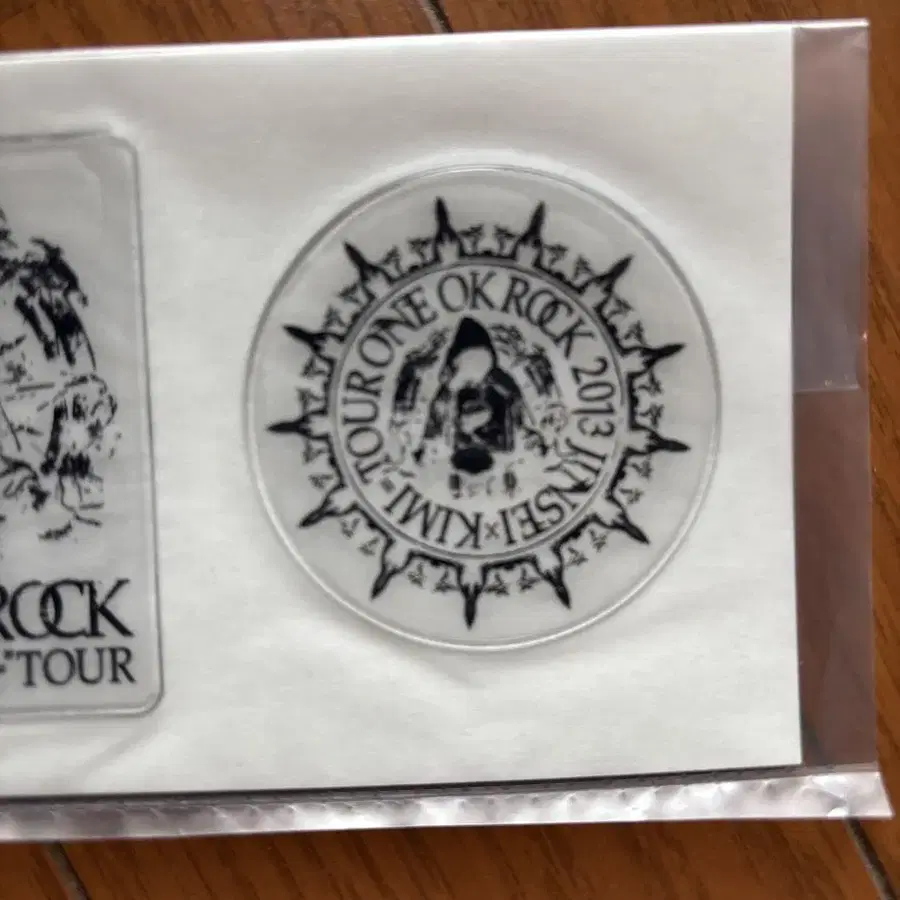 ROCK
="TOUR
ONE OK ROCK 2013 JINSEI×KIMI= TOUR